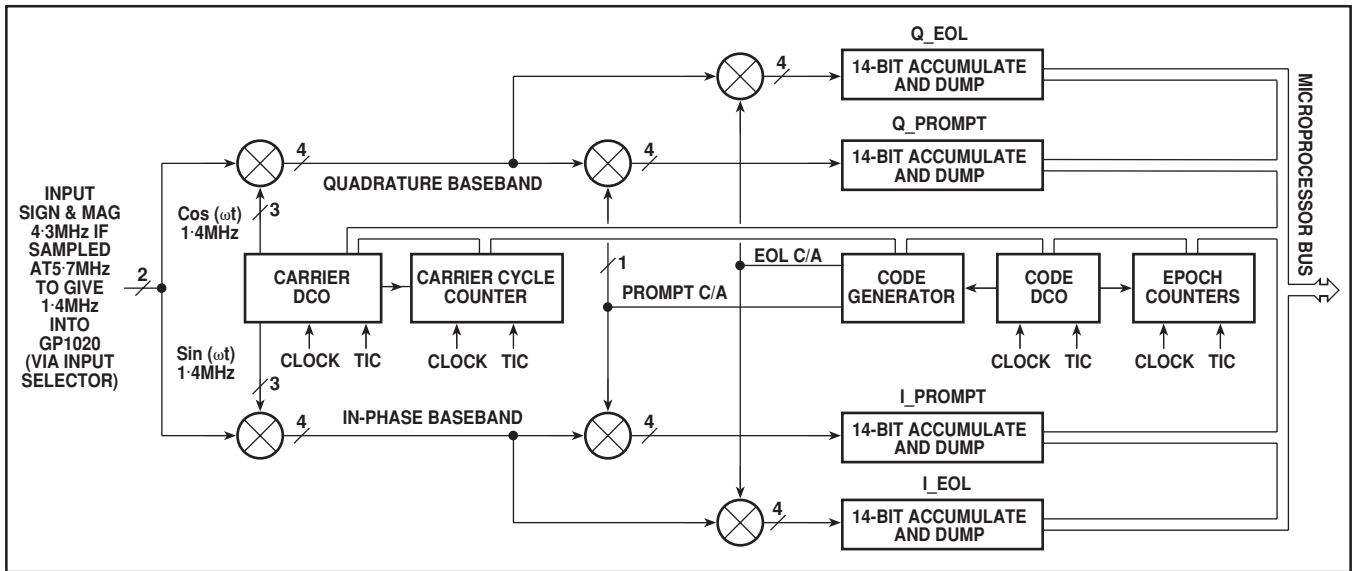 Q_EOL
14-BIT ACCUMULATE
AND DUMP
4
Q_PROMPT
14-BIT ACCUMULATE
AND DUMP
4
4
QUADRATURE BASEBAND
MICROPROCESSOR BUS
INPUT
SIGN & MAG
4·3MHz IF
SAMPLED
AT5·7MHz
TO GIVE
1·4MHz
INTO
GP1020
(VIA INPUT
SELECTOR)
2
Cos (ωt)
1·4MHz
3
CARRIER
DCO
CLOCK
TIC
CARRIER CYCLE
COUNTER
CLOCK
TIC
1
EOL C/A
PROMPT C/A
CODE
GENERATOR
CODE
DCO
CLOCK
TIC
EPOCH
COUNTERS
CLOCK
TIC
Sin (ωt)
1·4MHz
3
4
IN-PHASE BASEBAND
4
I_PROMPT
14-BIT ACCUMULATE
AND DUMP
4
I_EOL
14-BIT ACCUMULATE
AND DUMP